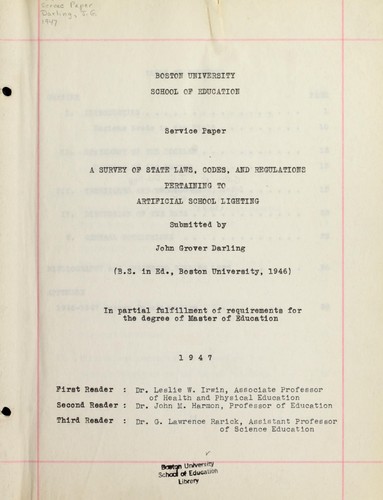 Service Paper
Darling, J.G.
1947
BOSTON UNIVERSITY
SCHOOL OF EDUCATION
Service Paper
A SURVEY OF STATE LAWS, CODES, AND REGULATIONS
PERTAINING TO
ARTIFICIAL SCHOOL LIGHTING
Submitted by
John Grover Darling
(B.S. in Ed., Boston University, 1946)
In partial fulfillment of requirements for
the degree of Master of Education
1947
First Reader : Dr. Leslie W. Irwin, Associate Professor
of Health and Physical Education
Second Reader : Dr. John M. Harmon, Professor of Education
Third Reader : Dr. G. Lawrence Rarick, Assistant Professor
of Science Education
Boston University
School of Education
Library